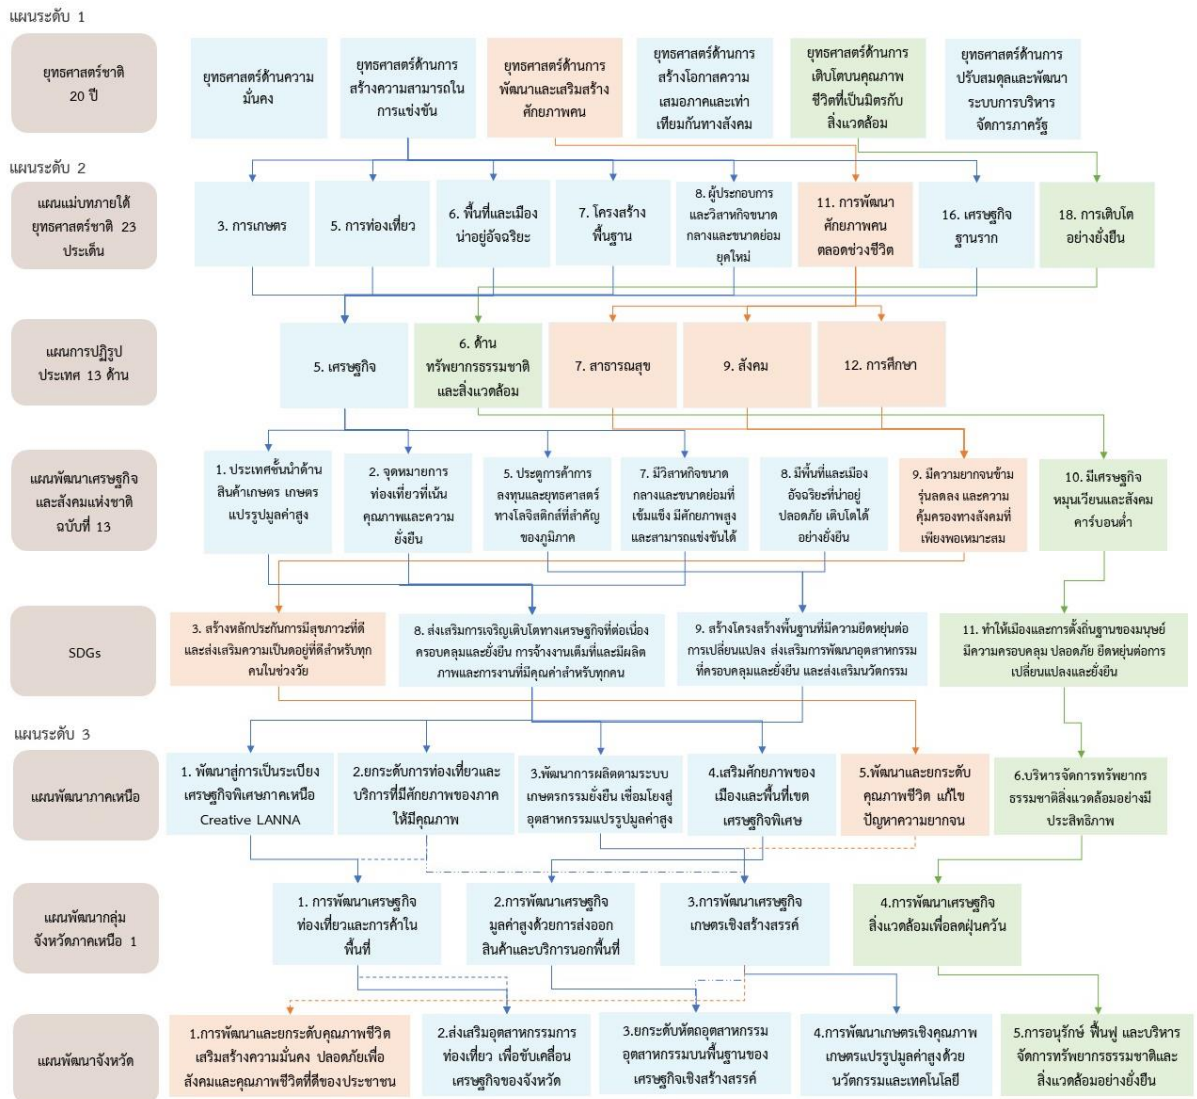 แผนระดับ 1
ยุทธศาสตร์ชาติ
20 ปี
ยุทธศาสตร์ด้านความ
มั่นคง
ยุทธศาสตร์ด้านการ
สร้างความสามารถใน
การแข่งขัน
ยุทธศาสตร์ด้านการ
พัฒนาและเสริมสร้าง
ศักยภาพคน
ยุทธศาสตร์ด้านการ
สร้างโอกาสความ
เสมอภาคและเท่า
เทียมกันทางสังคม
ยุทธศาสตร์ด้านการ
เติบโตบนคุณภาพ
ชีวิตที่เป็นมิตรกับ
สิ่งแวดล้อม
ยุทธศาสตร์ด้านการ
ปรับสมดุลและพัฒนา
ระบบการบริหาร
จัดการภาครัฐ
แผนระดับ 2
แผนแม่บทภายใต้
ยุทธศาสตร์ชาติ 23
ประเด็น
3. การเกษตร
5. การท่องเที่ยว
6. พื้นที่และเมือง
น่าอยู่อัจฉริยะ
7. โครงสร้าง
พื้นฐาน
8. ผู้ประกอบการ
และวิสาหกิจขนาด
กลางและขนาดย่อม
ยุคใหม่
11. การพัฒนา
ศักยภาพคน
ตลอดช่วงชีวิต
16. เศรษฐกิจ
ฐานราก
18. การเติบโต
อย่างยั่งยืน
แผนการปฏิรูป
ประเทศ 13 ด้าน
5. เศรษฐกิจ
6. ด้าน
ทรัพยากรธรรมชาติ
และสิ่งแวดล้อม
7. สาธารณสุข
9. สังคม
12. การศึกษา
แผนพัฒนาเศรษฐกิจ
และสังคมแห่งชาติ
ฉบับที่ 13
1. ประเทศชั้นนำด้าน
สินค้าเกษตร เกษตร
แปรรูปมูลค่าสูง
2. จุดหมายการ
ท่องเที่ยวที่เน้น
คุณภาพและความ
ยั่งยืน
5. ประตูการค้าการ
ลงทุนและยุทธศาสตร์
ทางโลจิสติกส์ที่สำคัญ
ของภูมิภาค
7. มีวิสาหกิจขนาด
กลางและขนาดย่อมที่
เข้มแข็ง มีศักยภาพสูง
และสามารถแข่งขันได้
8. มีพื้นที่และเมือง
อัจฉริยะที่น่าอยู่
ปลอดภัย เติบโตได้
อย่างยั่งยืน
9. มีความยากจนข้าม
รุ่นลดลง และความ
คุ้มครองทางสังคมที่
เพียงพอเหมาะสม
10. มีเศรษฐกิจ
หมุนเวียนและสังคม
คาร์บอนต่ำ
SDGs
3. สร้างหลักประกันการมีสุขภาวะที่ดี
และส่งเสริมความเป็นอยู่ที่ดีสำหรับทุก
คนในช่วงวัย
8. ส่งเสริมการเจริญเติบโตทางเศรษฐกิจที่ต่อเนื่อง
ครอบคลุมและยั่งยืน การจ้างงานเต็มที่และมีผลิต
ภาพและการงานที่มีคุณค่าสำหรับทุกคน
9. สร้างโครงสร้างพื้นฐานที่มีความยืดหยุ่นต่อ
การเปลี่ยนแปลง ส่งเสริมการพัฒนาอุตสาหกรรม
ที่ครอบคลุมและยั่งยืน และส่งเสริมนวัตกรรม
11. ทำให้เมืองและการตั้งถิ่นฐานของมนุษย์
มีความครอบคลุม ปลอดภัย ยืดหยุ่นต่อการ
เปลี่ยนแปลงและยั่งยืน
แผนระดับ 3
แผนพัฒนาภาคเหนือ
1. พัฒนาสู่การเป็นระเบียง
เศรษฐกิจพิเศษภาคเหนือ
Creative LANNA
2.ยกระดับการท่องเที่ยวและ
บริการที่มีศักยภาพของภาค
ให้มีคุณภาพ
3.พัฒนาการผลิตตามระบบ
เกษตรกรรมยั่งยืน เชื่อมโยงสู่
อุตสาหกรรมแปรรูปมูลค่าสูง
4.เสริมศักยภาพของ
เมืองและพื้นที่เขต
เศรษฐกิจพิเศษ
5.พัฒนาและยกระดับ
คุณภาพชีวิต แก้ไข
ปัญหาความยากจน
6.บริหารจัดการทรัพยากร
ธรรมชาติสิ่งแวดล้อมอย่างมี
ประสิทธิภาพ
แผนพัฒนากลุ่ม
จังหวัดภาคเหนือ 1
1. การพัฒนาเศรษฐกิจ
ท่องเที่ยวและการค้าใน
พื้นที่
2.การพัฒนาเศรษฐกิจ
มูลค่าสูงด้วยการส่งออก
สินค้าและบริการนอกพื้นที่
3.การพัฒนาเศรษฐกิจ
เกษตรเชิงสร้างสรรค์
4.การพัฒนาเศรษฐกิจ
สิ่งแวดล้อมเพื่อลดฝุ่นควัน
แผนพัฒนาจังหวัด
1.การพัฒนาและยกระดับคุณภาพชีวิต
เสริมสร้างความมั่นคง ปลอดภัยเพื่อ
สังคมและคุณภาพชีวิตที่ดีของประชาชน
2.ส่งเสริมอุตสาหกรรมการ
ท่องเที่ยว เพื่อขับเคลื่อน
เศรษฐกิจของจังหวัด
3.ยกระดับหัตถอุตสาหกรรม
อุตสาหกรรมบนพื้นฐานของ
เศรษฐกิจเชิงสร้างสรรค์
4.การพัฒนาเกษตรเชิงคุณภาพ
เกษตรแปรรูปมูลค่าสูงด้วย
นวัตกรรมและเทคโนโลยี
5.การอนุรักษ์ ฟื้นฟู และบริหาร
จัดการทรัพยากรธรรมชาติและ
สิ่งแวดล้อมอย่างยั่งยืน